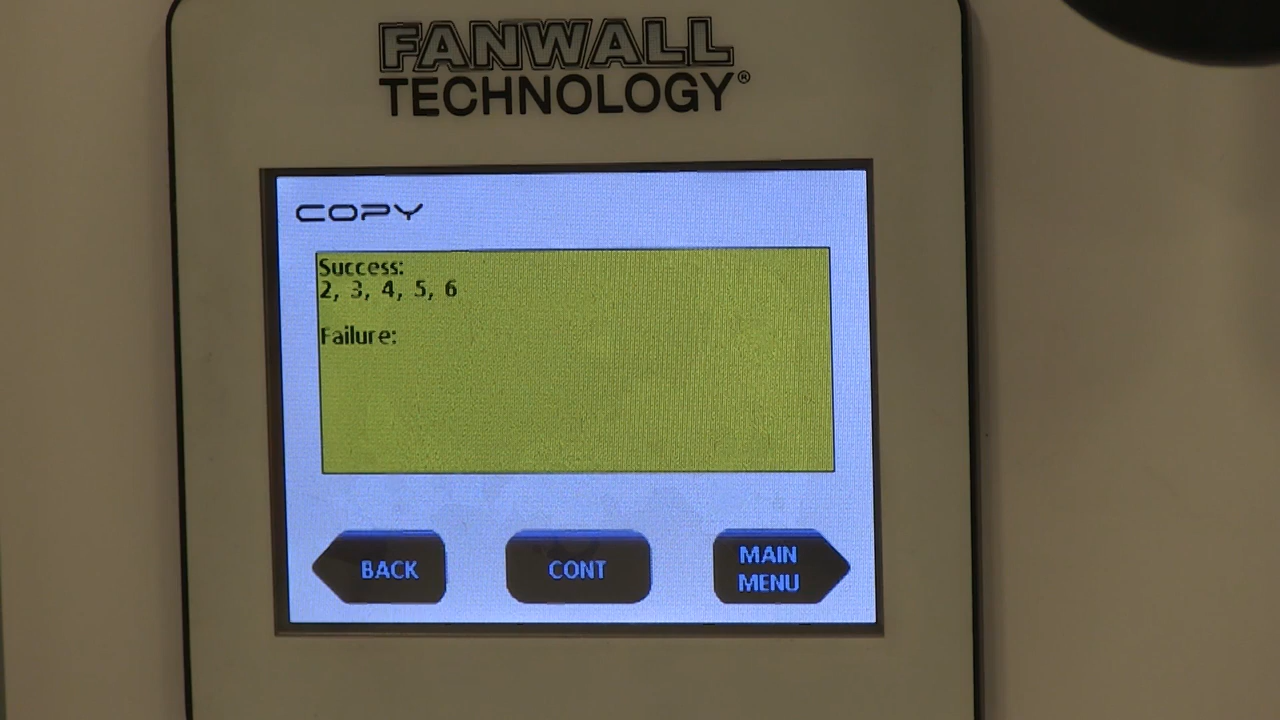 FANWALL
TECHNOLOGY®
COPY
Success:
2, 3, 4, 5, 6
Failure:
BACK
CONT
MAIN
MENU